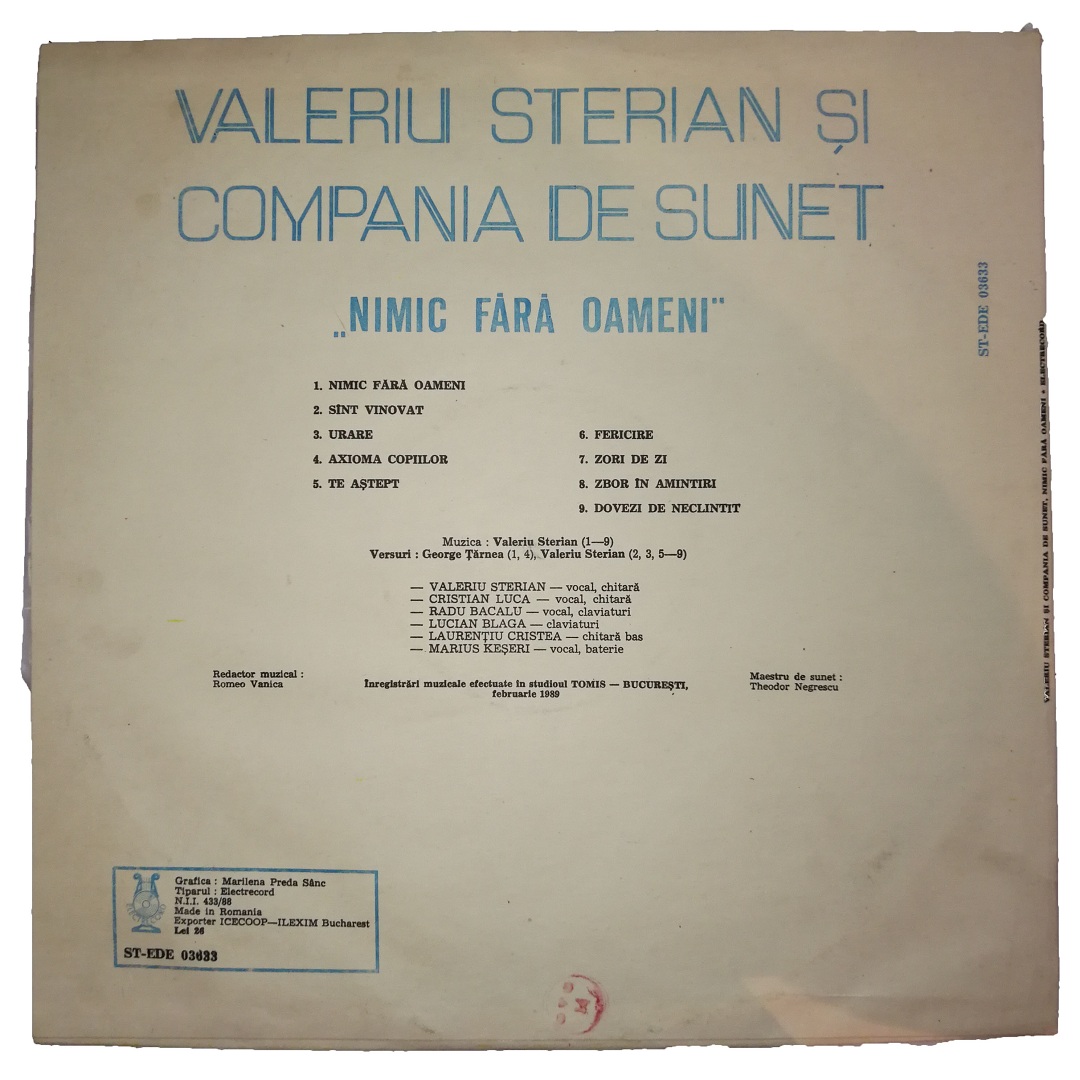 VALERIU STERIAN ȘI
COMPANIA DE SUNET
„NIMIC FĂRĂ OAMENI"
1. NIMIC FĂRĂ OAMENI
2. SÎNT VINOVAT
3. URARE
4. AXIOMA COPIILOR
5. TE AȘTEPT
6. FERICIRE
7. ZORI DE ZI
8. ZBOR ÎN AMINTIRI
9. DOVEZI DE NECLINTIT
Muzica : Valeriu Sterian (1—9)
Versuri : George Țărnea (1, 4), Valeriu Sterian (2, 3, 5—9)
— VALERIU STERIAN — vocal, chitară
— CRISTIAN LUCA — vocal, chitară
— RADU BACALU — vocal, claviaturi
— LUCIAN BLAGA — claviaturi
— LAURENȚIU CRISTEA — chitară bas
— MARIUS KEȘERI — vocal, baterie
Redactor muzical :
Romeo Vanica
Înregistrări muzicale efectuate în studioul TOMIS — BUCUREȘTI,
februarie 1989
Maestru de sunet :
Theodor Negrescu
Grafica : Marilena Preda Sânc
Tiparul : Electrecord
N.I.I. 433/88
Made in Romania
Exporter ICECOOP—ILEXIM Bucharest
Lei 26
ST-EDE 03633
ST-EDE 03633
VALERIU STERIAN ȘI COMPANIA DE SUNET, NIMIC FĂRĂ OAMENI • ELECTRECORD